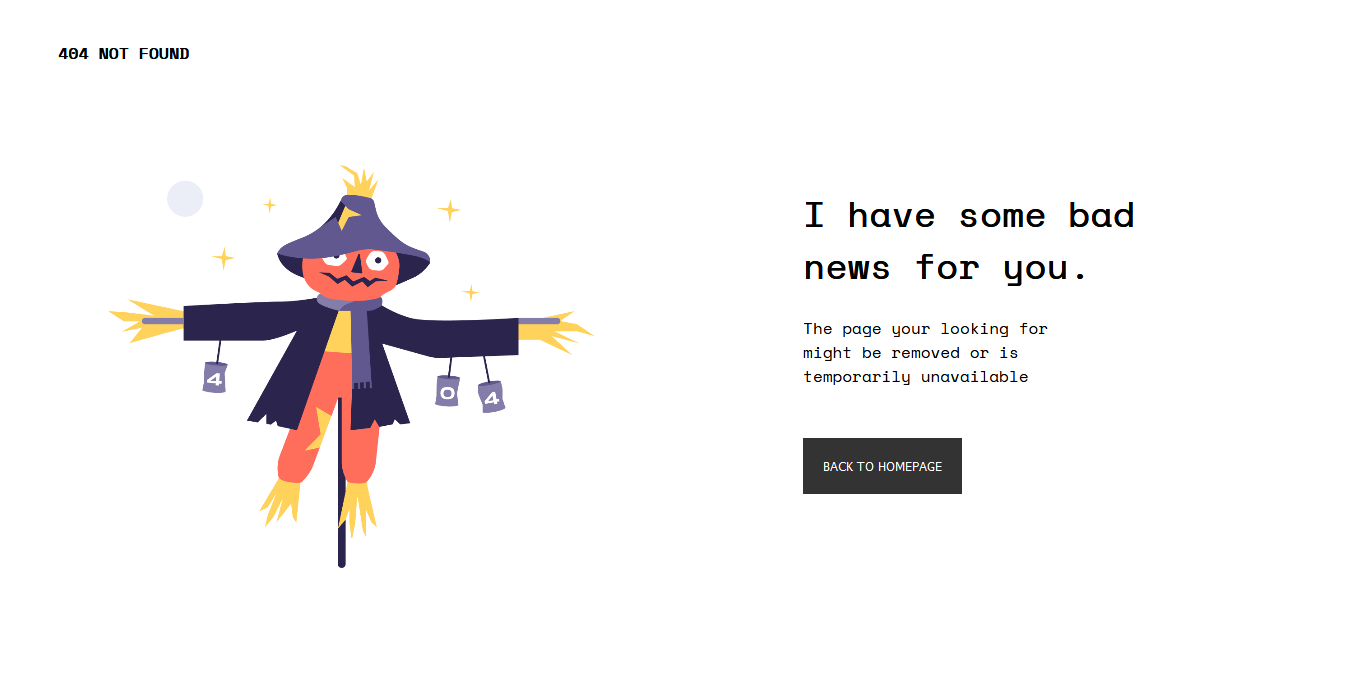 404 NOT FOUND
4
0
4
I have some bad
news for you.
The page your looking for
might be removed or is
temporarily unavailable
BACK TO HOMEPAGE